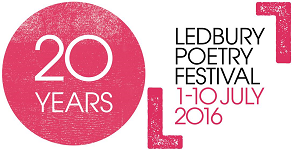 20
YEARS
LEDBURY
POETRY
FESTIVAL
1-10 JULY
2016